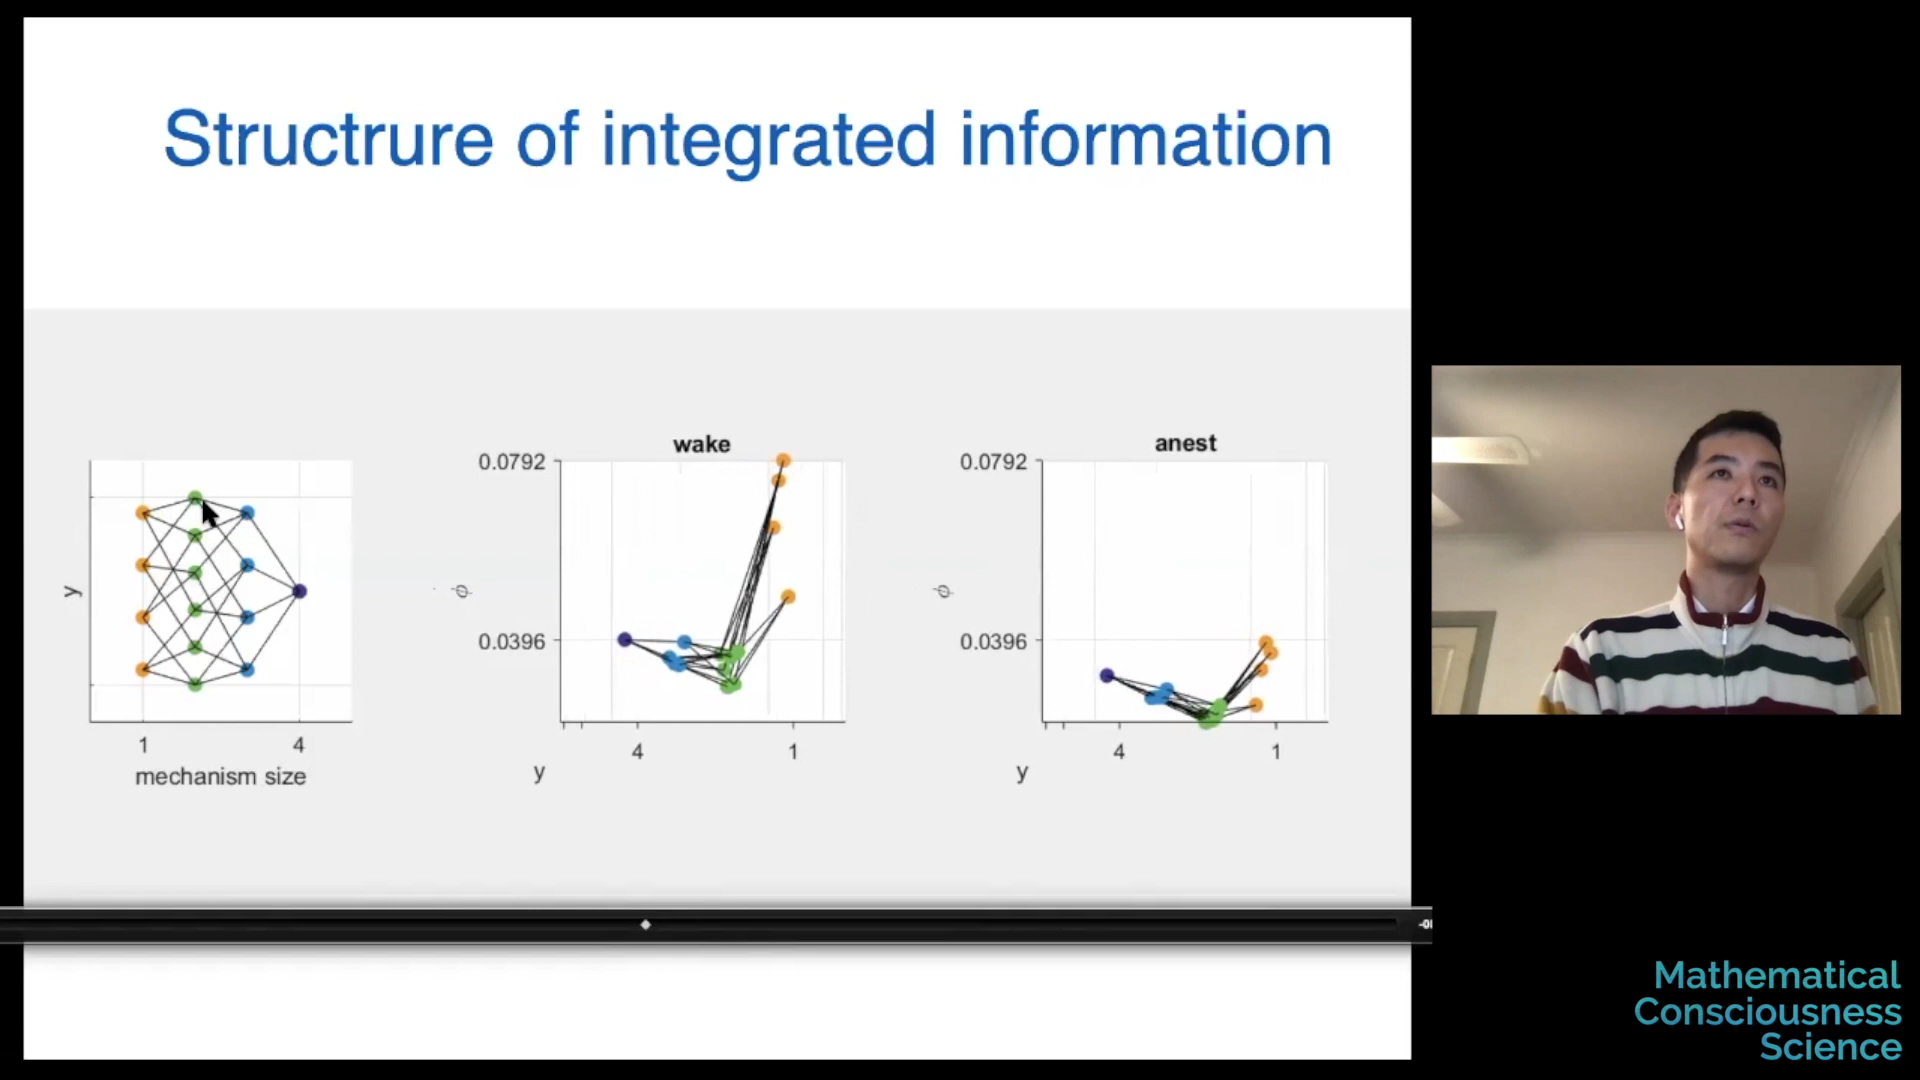 Structrure of integrated information
wake
anest
0.0792
0.0792
y
ϕ
ϕ
0.0396
0.0396
1
4
4
1
4
1
mechanism size
y
y
Mathematical
Consciousness
Science